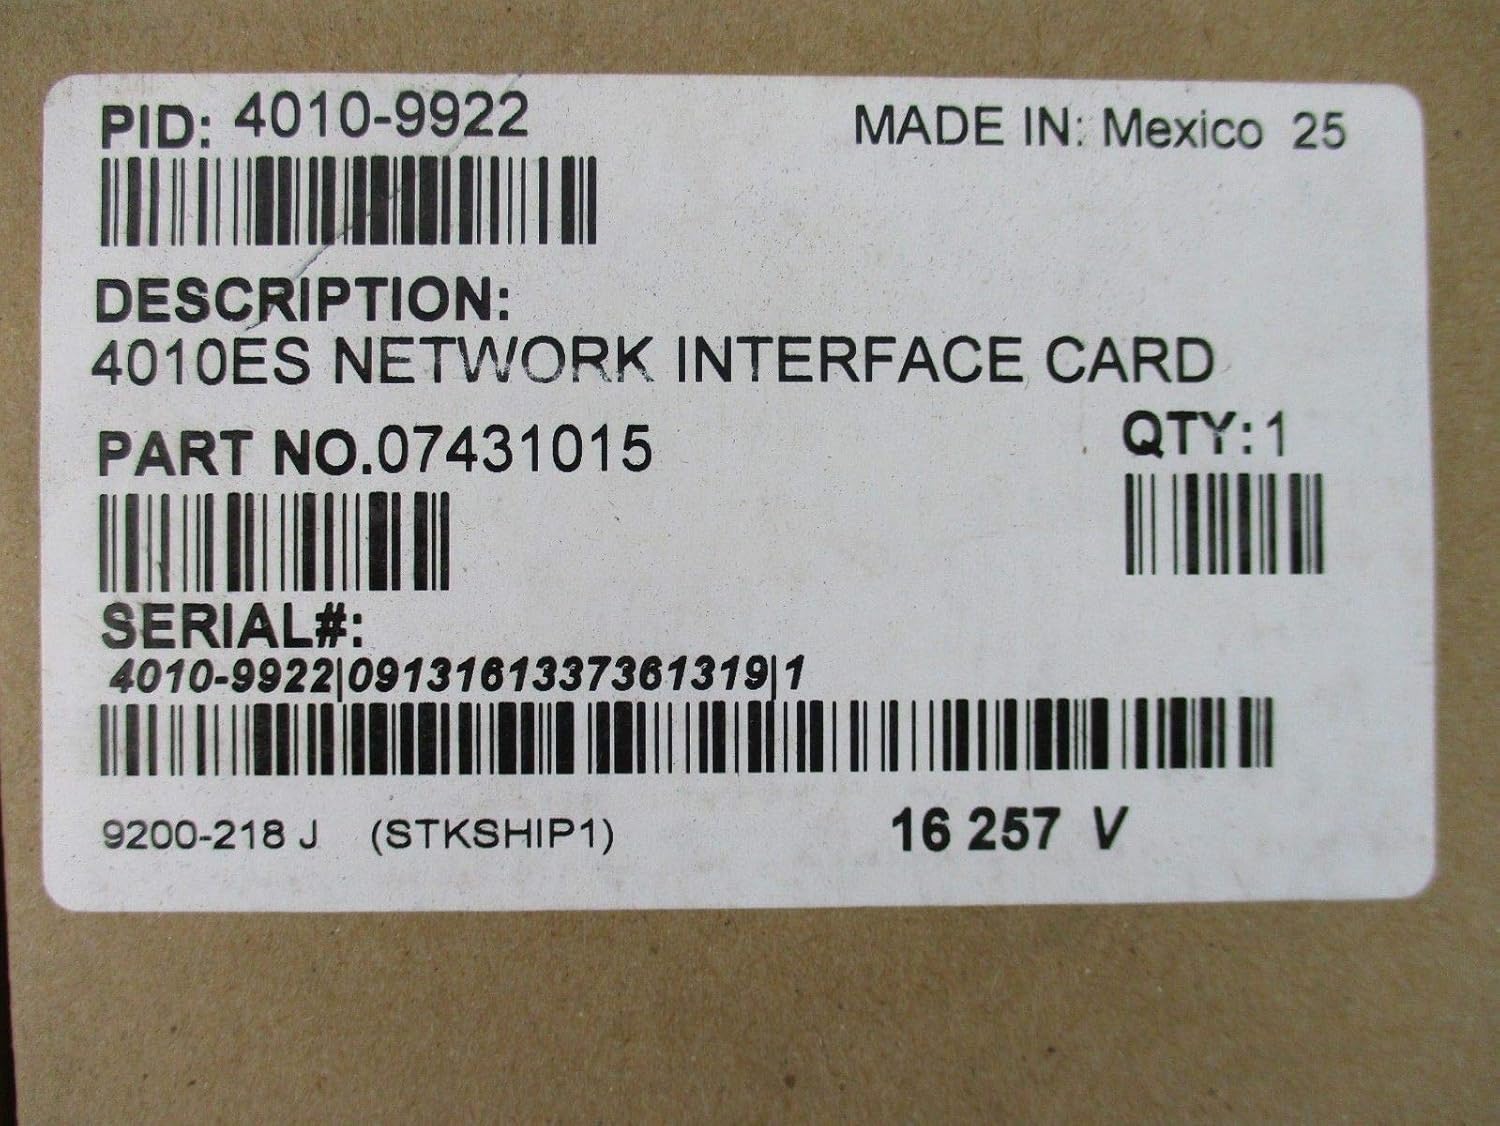 PID: 4010-9922
MADE IN: Mexico 25
DESCRIPTION:
4010ES NETWORK INTERFACE CARD
PART NO.07431015
QTY:1
SERIAL#:
4010-9922|0913161337361319|1
9200-218 J (STKSHIP1)
16 257 V